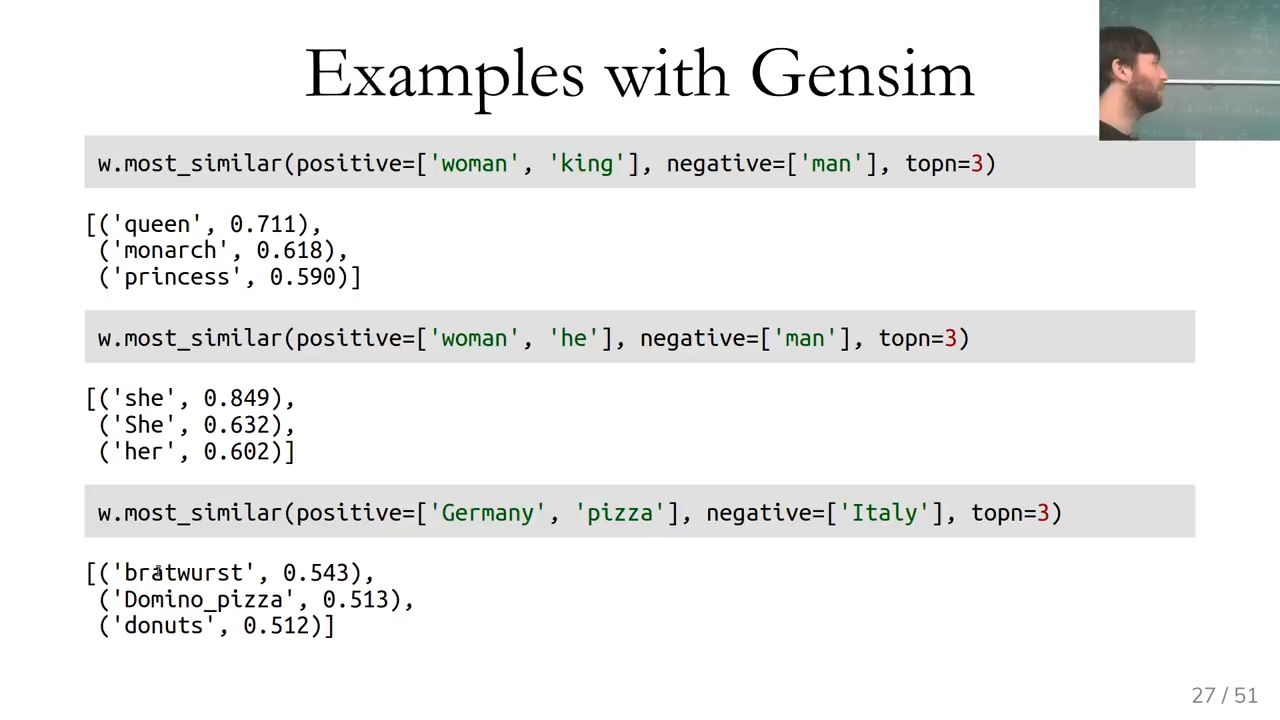 Examples with Gensim
w.most_similar(positive=['woman', 'king'], negative=['man'], topn=3)
[('queen', 0.711),
('monarch', 0.618),
('princess', 0.590)]
w.most_similar(positive=['woman', 'he'], negative=['man'], topn=3)
[('she', 0.849),
('She', 0.632),
('her', 0.602)]
w.most_similar(positive=['Germany', 'pizza'], negative=['Italy'], topn=3)
[('bratwurst', 0.543),
('Domino_pizza', 0.513),
('donuts', 0.512)]
27 / 51